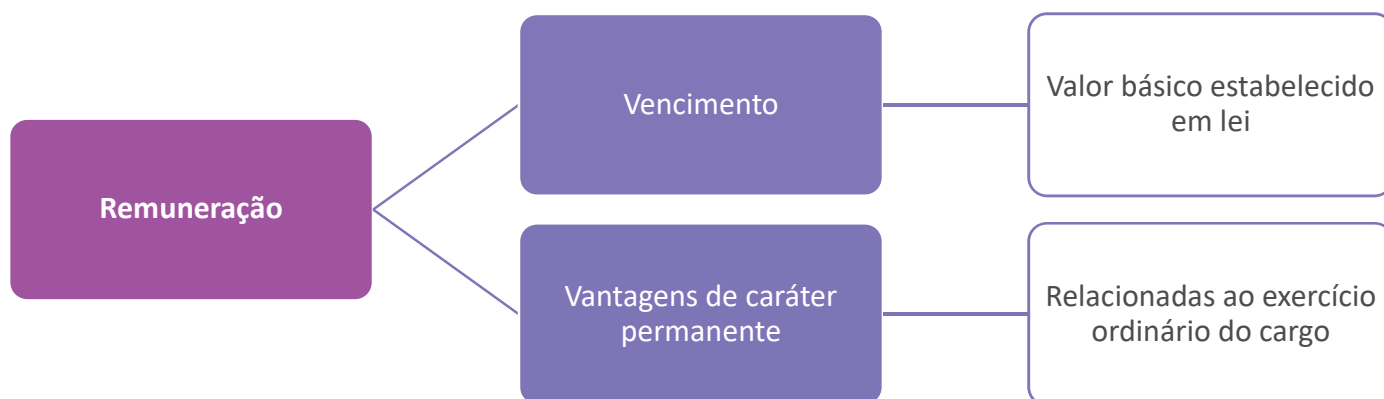 Remuneração
Vencimento
Valor básico estabelecido
em lei
Vantagens de caráter
permanente
Relacionadas ao exercício
ordinário do cargo